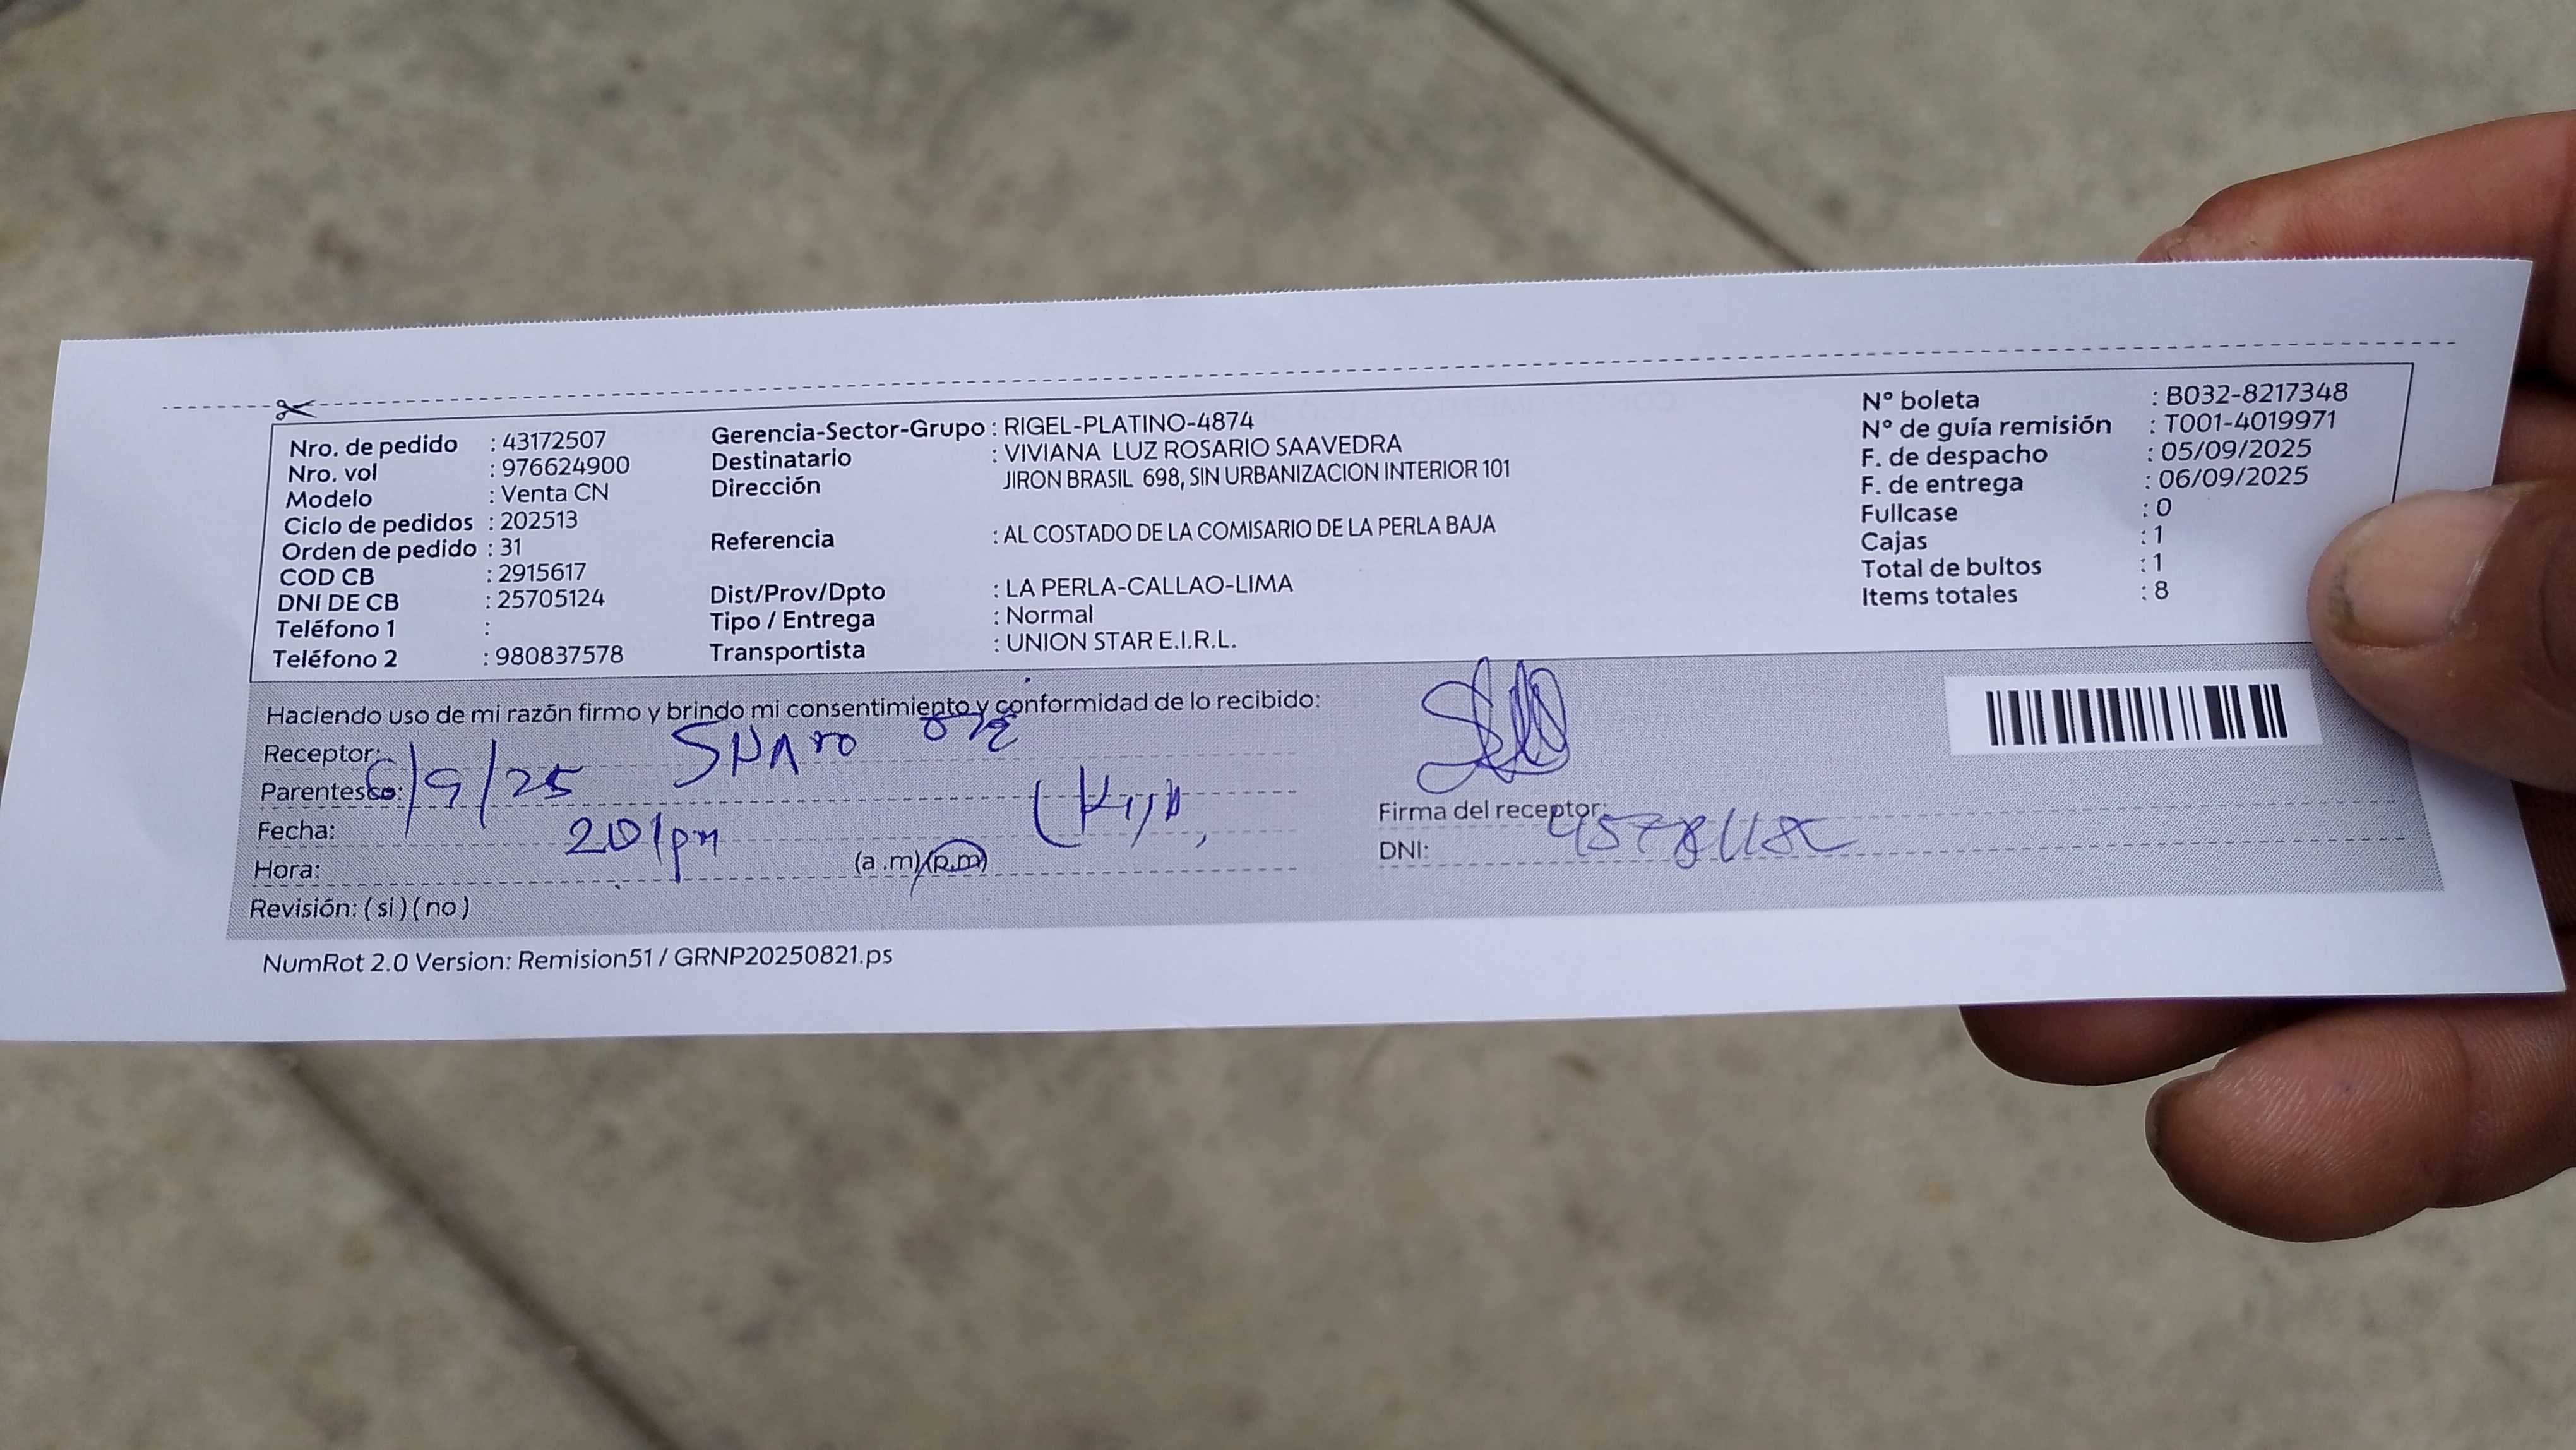 Nro. de pedido : 43172507
Nro. vol : 976624900
Modelo : Venta CN
Ciclo de pedidos : 202513
Orden de pedido : 31
COD CB : 2915617
DNI DE CB : 25705124
Teléfono 1 :
Teléfono 2 : 980837578
Gerencia-Sector-Grupo : RIGEL-PLATINO-4874
Destinatario : VIVIANA LUZ ROSARIO SAAVEDRA
Dirección JIRON BRASIL 698, SIN URBANIZACION INTERIOR 101
Referencia : AL COSTADO DE LA COMISARIO DE LA PERLA BAJA
Dist/Prov/Dpto : LA PERLA-CALLAO-LIMA
Tipo / Entrega : Normal
Transportista : UNION STAR E.I.R.L.
N° boleta : B032-8217348
N° de guía remisión : T001-4019971
F. de despacho : 05/09/2025
F. de entrega : 06/09/2025
Fullcase : 0
Cajas : 1
Total de bultos : 1
Items totales : 8
Haciendo uso de mi razón firmo y brindo mi consentimiento y conformidad de lo recibido:
Receptor:
Parentesco: 6/9/25
Fecha: 201pm
Hora: (a .m)/(p.m)
Revisión: ( si ) ( no )
Firma del receptor:
DNI:
NumRot 2.0 Version: Remision51 / GRNP20250821.ps